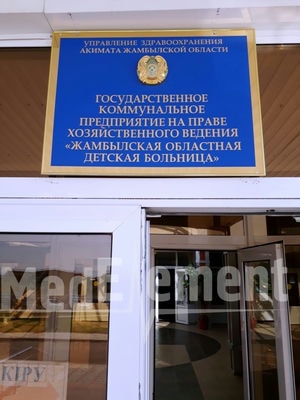 УПРАВЛЕНИЕ ЗДРАВООХРАНЕНИЯ
АКИМАТА ЖАМБЫЛСКОЙ ОБЛАСТИ
ГОСУДАРСТВЕННОЕ
КОММУНАЛЬНОЕ
ПРЕДПРИЯТИЕ НА ПРАВЕ
ХОЗЯЙСТВЕННОГО ВЕДЕНИЯ
«ЖАМБЫЛСКАЯ ОБЛАСТНАЯ
ДЕТСКАЯ БОЛЬНИЦА»
MedElement
КІРУ